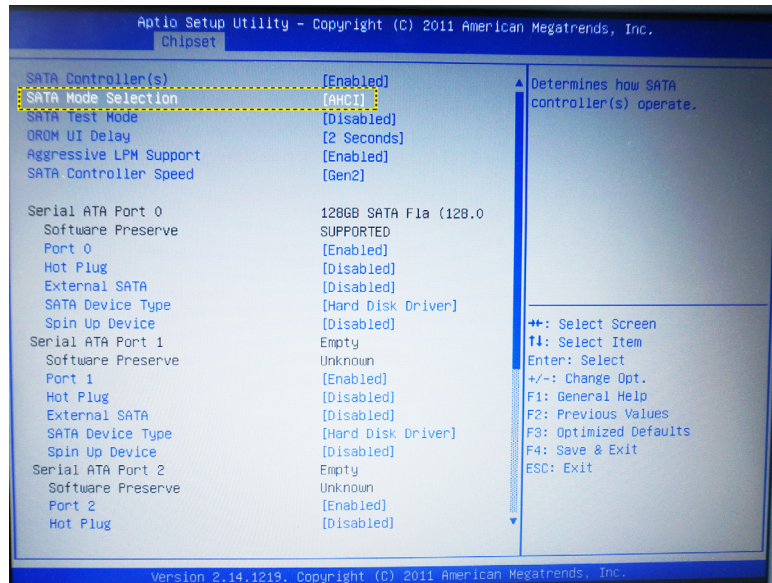 Aptio Setup Utility – Copyright (C) 2011 American Megatrends, Inc.
Chipset
SATA Controller(s) [Enabled]
SATA Mode Selection [AHCI]
SATA Test Mode [Disabled]
OROM UI Delay [2 Seconds]
Aggressive LPM Support [Enabled]
SATA Controller Speed [Gen2]
Serial ATA Port 0 128GB SATA Fla (128.0
Software Preserve SUPPORTED
Port 0 [Enabled]
Hot Plug [Disabled]
External SATA [Disabled]
SATA Device Type [Hard Disk Driver]
Spin Up Device [Disabled]
Serial ATA Port 1 Empty
Software Preserve Unknown
Port 1 [Enabled]
Hot Plug [Disabled]
External SATA [Disabled]
SATA Device Type [Hard Disk Driver]
Spin Up Device [Disabled]
Serial ATA Port 2 Empty
Software Preserve Unknown
Port 2 [Enabled]
Hot Plug [Disabled]
Determines how SATA
controller(s) operate.
→←: Select Screen
↑↓: Select Item
Enter: Select
+/-: Change Opt.
F1: General Help
F2: Previous Values
F3: Optimized Defaults
F4: Save & Exit
ESC: Exit
Version 2.14.1219. Copyright (C) 2011 American Megatrends, Inc.